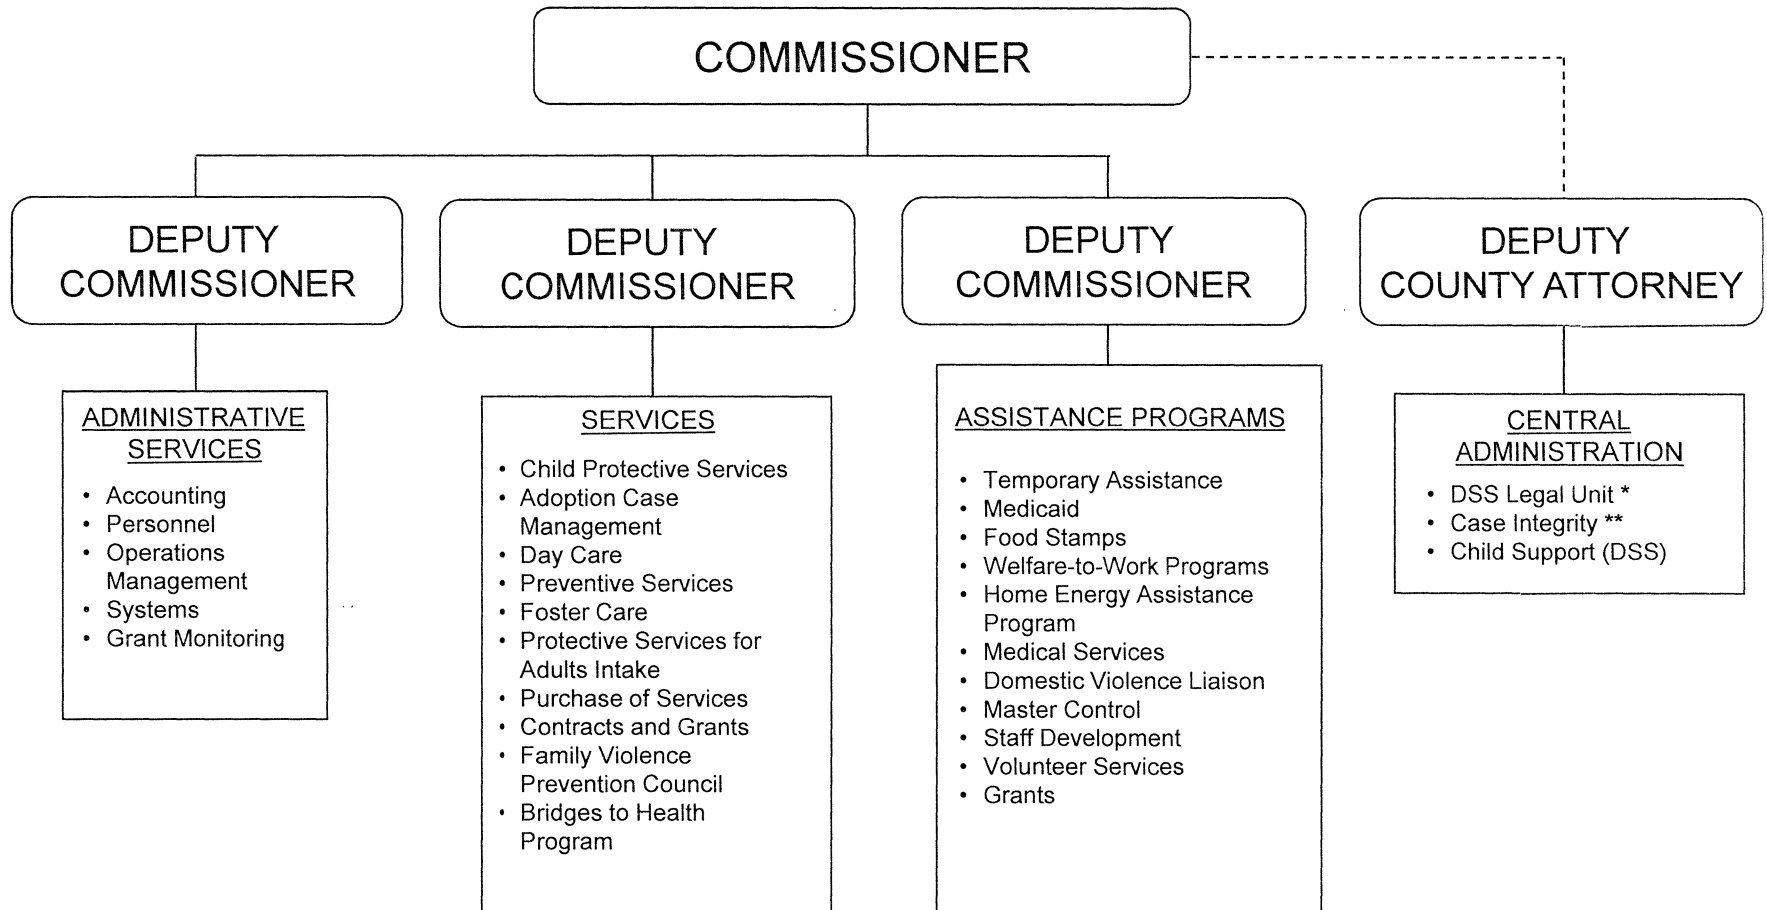 COMMISSIONER
DEPUTY
COMMISSIONER
DEPUTY
COMMISSIONER
DEPUTY
COMMISSIONER
DEPUTY
COUNTY ATTORNEY
ADMINISTRATIVE
SERVICES
• Accounting
• Personnel
• Operations
Management
• Systems
• Grant Monitoring
SERVICES
• Child Protective Services
• Adoption Case
Management
• Day Care
• Preventive Services
• Foster Care
• Protective Services for
Adults Intake
• Purchase of Services
• Contracts and Grants
• Family Violence
Prevention Council
• Bridges to Health
Program
ASSISTANCE PROGRAMS
• Temporary Assistance
• Medicaid
• Food Stamps
• Welfare-to-Work Programs
• Home Energy Assistance
Program
• Medical Services
• Domestic Violence Liaison
• Master Control
• Staff Development
• Volunteer Services
• Grants
CENTRAL
ADMINISTRATION
• DSS Legal Unit *
• Case Integrity **
• Child Support (DSS)